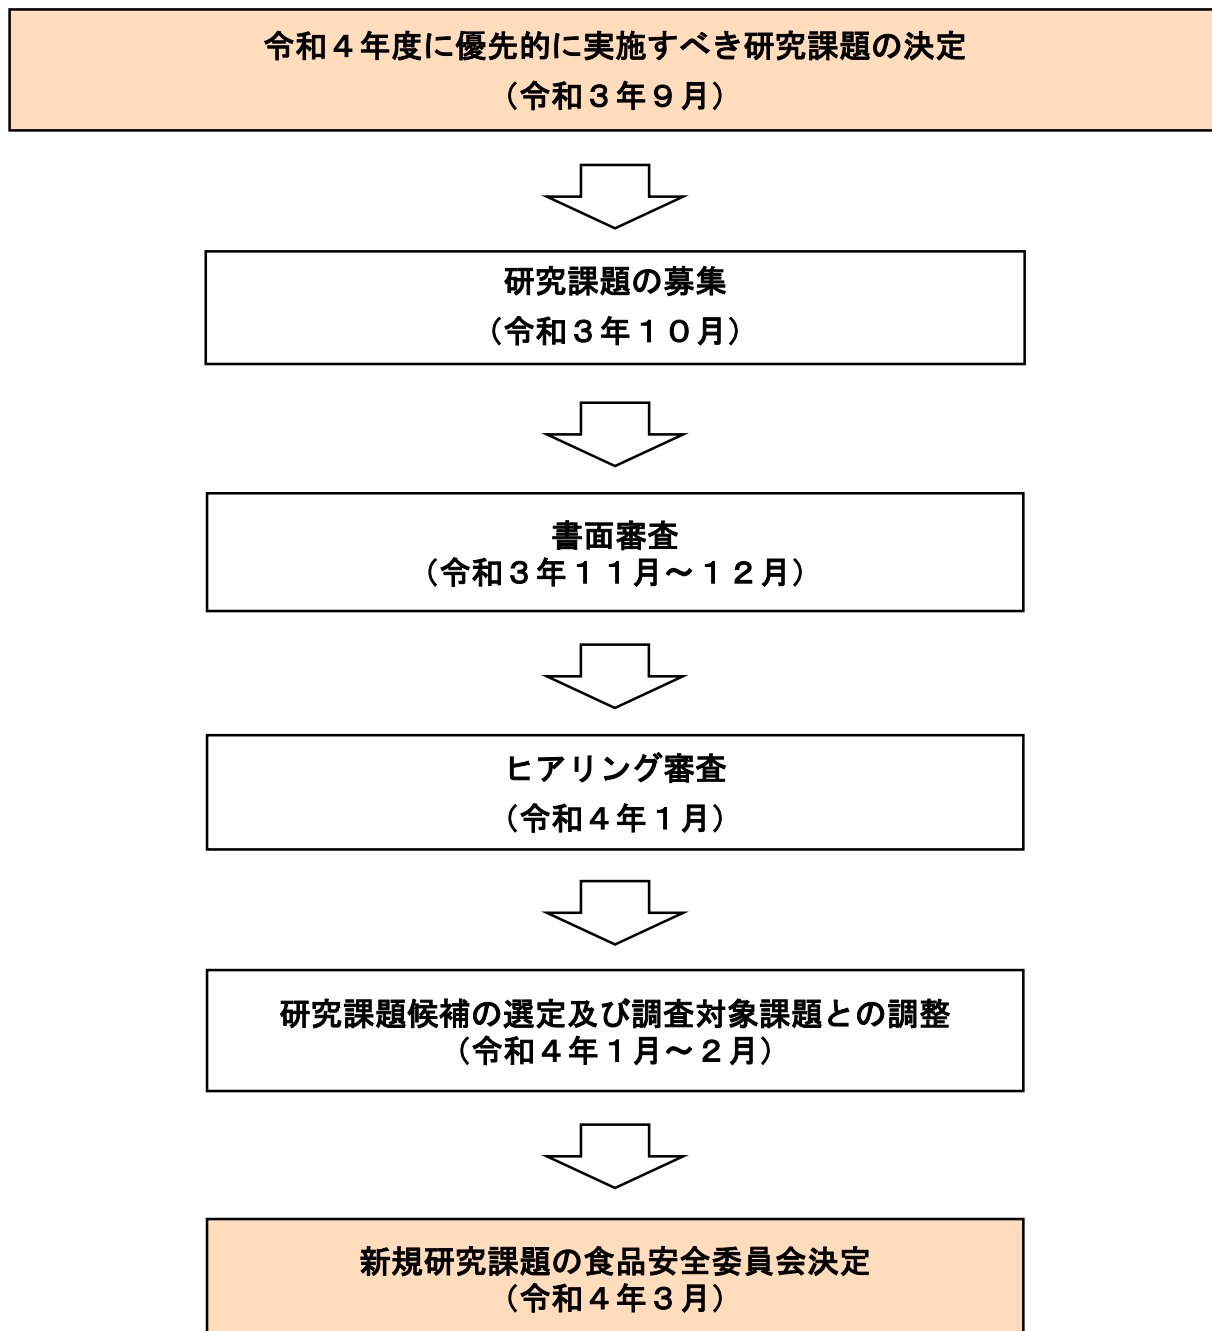 令和４年度に優先的に実施すべき研究課題の決定
（令和３年９月）
研究課題の募集
（令和３年１０月）
書面審査
（令和３年１１月～１２月）
ヒアリング審査
（令和４年１月）
研究課題候補の選定及び調査対象課題との調整
（令和４年１月～２月）
新規研究課題の食品安全委員会決定
（令和４年３月）